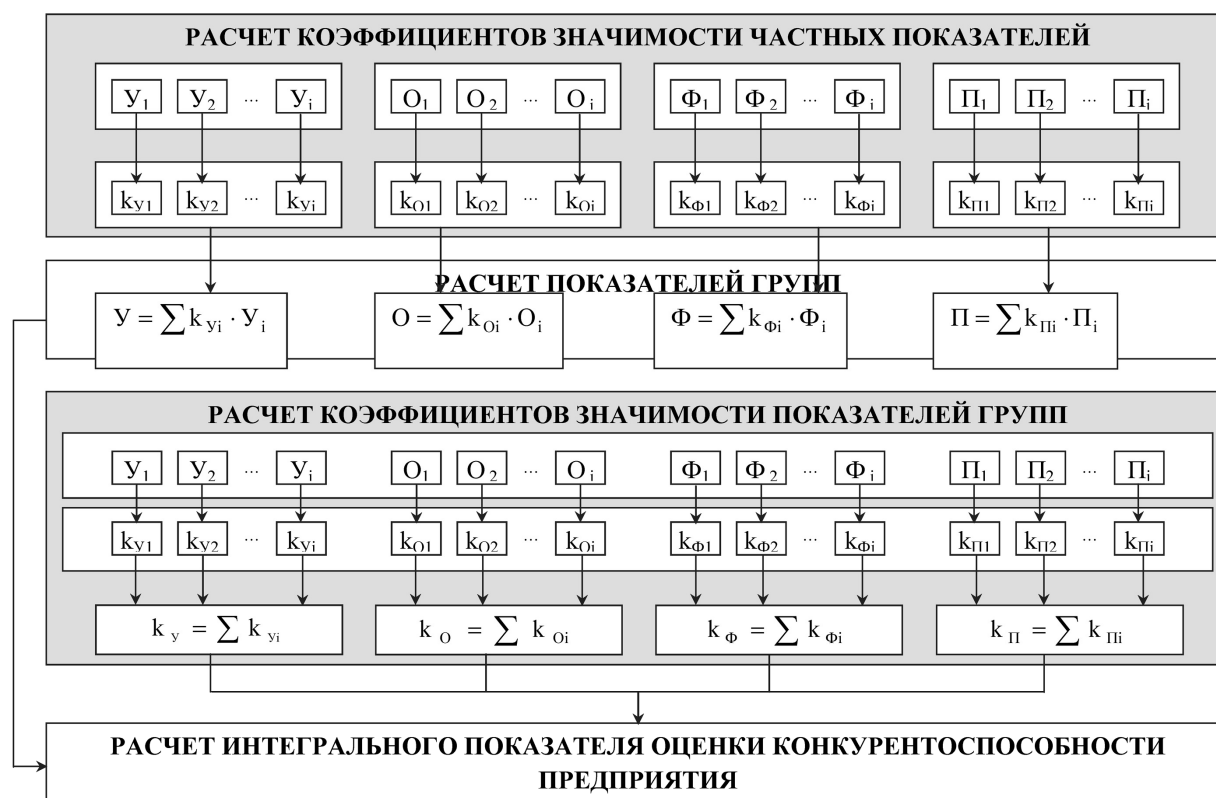 РАСЧЕТ КОЭФФИЦИЕНТОВ ЗНАЧИМОСТИ ЧАСТНЫХ ПОКАЗАТЕЛЕЙ
У₁ У₂ ... Уᵢ О₁ О₂ ... Оᵢ Ф₁ Ф₂ ... Фᵢ П₁ П₂ ... Пᵢ
kУ1 kУ2 ... kУi kО1 kО2 ... kОi kФ1 kФ2 ... kФi kП1 kП2 ... kПi
РАСЧЕТ ПОКАЗАТЕЛЕЙ ГРУПП
У = ∑ kУi · Уᵢ О = ∑ kОi · Оᵢ Ф = ∑ kФi · Фᵢ П = ∑ kПi · Пᵢ
РАСЧЕТ КОЭФФИЦИЕНТОВ ЗНАЧИМОСТИ ПОКАЗАТЕЛЕЙ ГРУПП
У₁ У₂ ... Уᵢ О₁ О₂ ... Оᵢ Ф₁ Ф₂ ... Фᵢ П₁ П₂ ... Пᵢ
kУ1 kУ2 ... kУi kО1 kО2 ... kОi kФ1 kФ2 ... kФi kП1 kП2 ... kПi
kУ = ∑ kУi kО = ∑ kОi kФ = ∑ kФi kП = ∑ kПi
РАСЧЕТ ИНТЕГРАЛЬНОГО ПОКАЗАТЕЛЯ ОЦЕНКИ КОНКУРЕНТОСПОСОБНОСТИ
ПРЕДПРИЯТИЯ